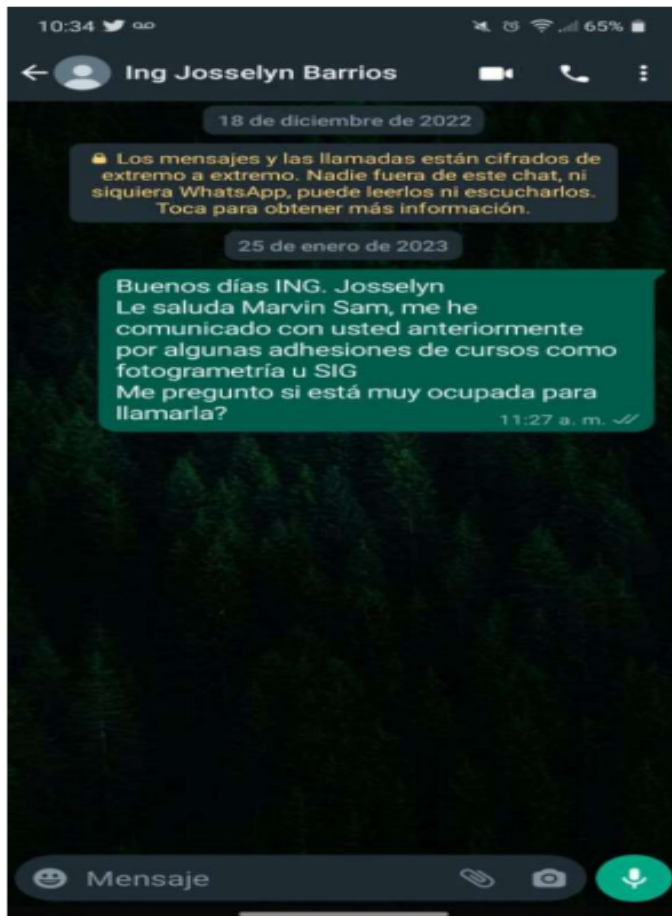 10:34 65%
Ing Josselyn Barrios
18 de diciembre de 2022
Los mensajes y las llamadas están cifrados de
extremo a extremo. Nadie fuera de este chat, ni
siquiera WhatsApp, puede leerlos ni escucharlos.
Toca para obtener más información.
25 de enero de 2023
Buenos días ING. Josselyn
Le saluda Marvin Sam, me he
comunicado con usted anteriormente
por algunas adhesiones de cursos como
fotogrametría u SIG
Me pregunto si está muy ocupada para
llamarla?
11:27 a. m.
Mensaje